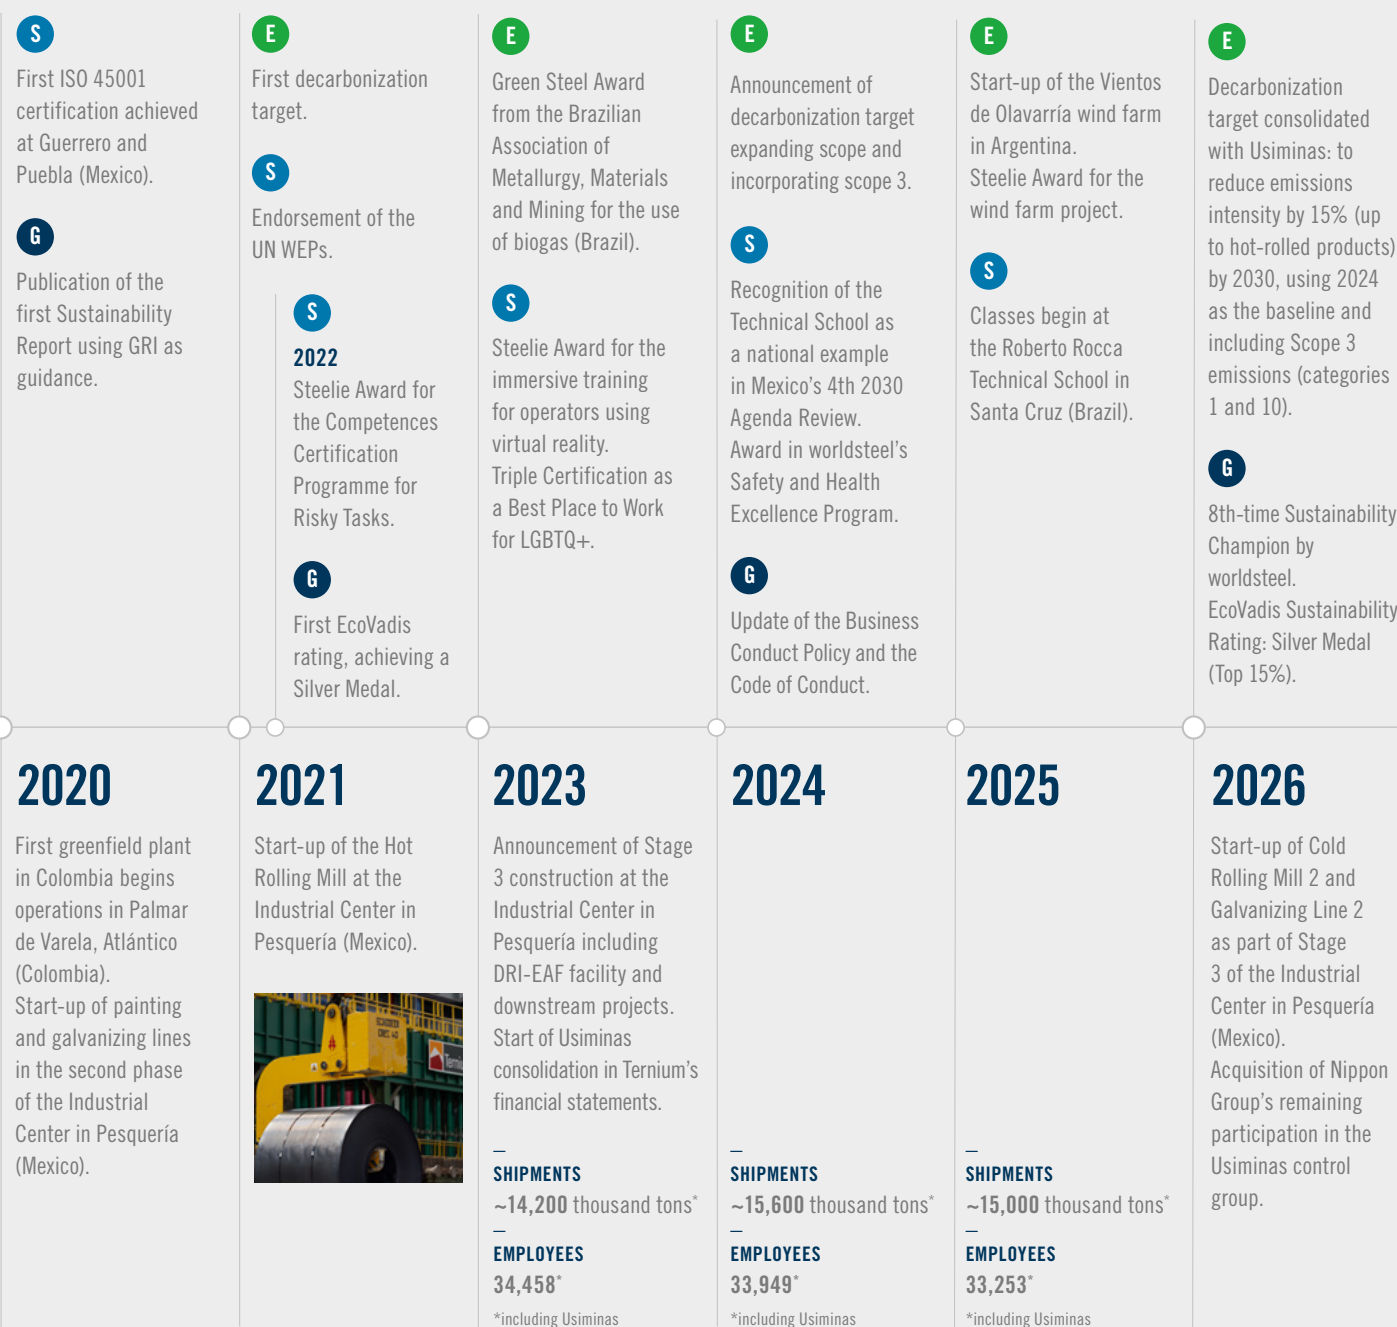 S
First ISO 45001
certification achieved
at Guerrero and
Puebla (Mexico).
G
Publication of the
first Sustainability
Report using GRI as
guidance.
E
First decarbonization
target.
S
Endorsement of the
UN WEPs.
S
2022
Steelie Award for
the Competences
Certification
Programme for
Risky Tasks.
G
First EcoVadis
rating, achieving a
Silver Medal.
E
Green Steel Award
from the Brazilian
Association of
Metallurgy, Materials
and Mining for the use
of biogas (Brazil).
S
Steelie Award for the
immersive training
for operators using
virtual reality.
Triple Certification as
a Best Place to Work
for LGBTQ+.
E
Announcement of
decarbonization target
expanding scope and
incorporating scope 3.
S
Recognition of the
Technical School as
a national example
in Mexico's 4th 2030
Agenda Review.
Award in worldsteel's
Safety and Health
Excellence Program.
G
Update of the Business
Conduct Policy and the
Code of Conduct.
E
Start-up of the Vientos
de Olavarría wind farm
in Argentina.
Steelie Award for the
wind farm project.
S
Classes begin at
the Roberto Rocca
Technical School in
Santa Cruz (Brazil).
E
Decarbonization
target consolidated
with Usiminas: to
reduce emissions
intensity by 15% (up
to hot-rolled products)
by 2030, using 2024
as the baseline and
including Scope 3
emissions (categories
1 and 10).
G
8th-time Sustainability
Champion by
worldsteel.
EcoVadis Sustainability
Rating: Silver Medal
(Top 15%).
2020
First greenfield plant
in Colombia begins
operations in Palmar
de Varela, Atlántico
(Colombia).
Start-up of painting
and galvanizing lines
in the second phase
of the Industrial
Center in Pesquería
(Mexico).
2021
Start-up of the Hot
Rolling Mill at the
Industrial Center in
Pesquería (Mexico).
2023
Announcement of Stage
3 construction at the
Industrial Center in
Pesquería including
DRI-EAF facility and
downstream projects.
Start of Usiminas
consolidation in Ternium's
financial statements.
—
SHIPMENTS
~14,200 thousand tons*
—
EMPLOYEES
34,458*
*including Usiminas
2024
—
SHIPMENTS
~15,600 thousand tons*
—
EMPLOYEES
33,949*
*including Usiminas
2025
—
SHIPMENTS
~15,000 thousand tons*
—
EMPLOYEES
33,253*
*including Usiminas
2026
Start-up of Cold
Rolling Mill 2 and
Galvanizing Line 2
as part of Stage
3 of the Industrial
Center in Pesquería
(Mexico).
Acquisition of Nippon
Group's remaining
participation in the
Usiminas control
group.